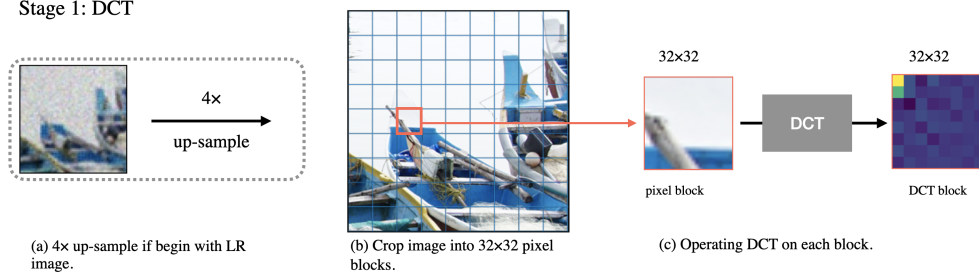 Stage 1: DCT
4×
up-sample
32×32
32×32
DCT
pixel block
DCT block
(a) 4× up-sample if begin with LR
image.
(b) Crop image into 32×32 pixel
blocks.
(c) Operating DCT on each block.